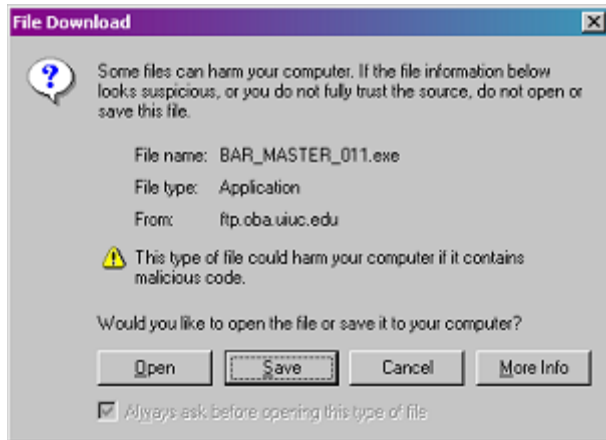 File Download
Some files can harm your computer. If the file information below
looks suspicious, or you do not fully trust the source, do not open or
save this file.
File name: BAR_MASTER_011.exe
File type: Application
From: ftp.oba.uiuc.edu
This type of file could harm your computer if it contains
malicious code.
Would you like to open the file or save it to your computer?
Open Save Cancel More Info
Always ask before opening this type of file